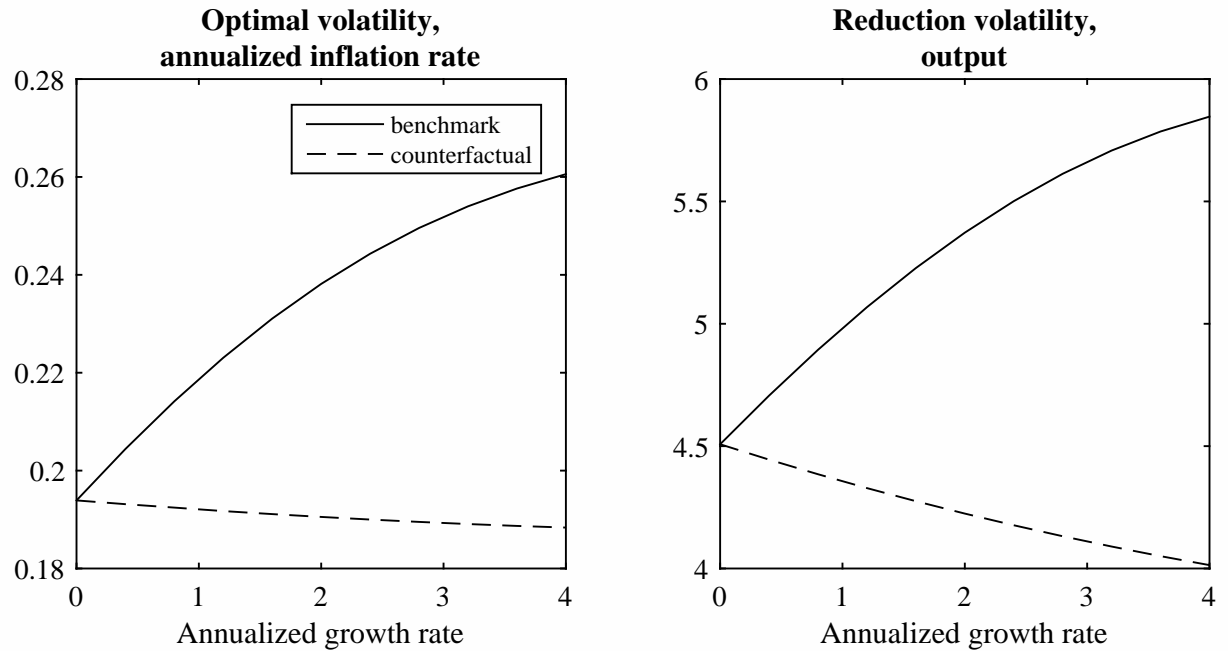 Optimal volatility,
annualized inflation rate
0.28
0.26
0.24
0.22
0.2
0.18
0
1
2
3
4
Annualized growth rate
benchmark
counterfactual
Reduction volatility,
output
6
5.5
5
4.5
4
0
1
2
3
4
Annualized growth rate